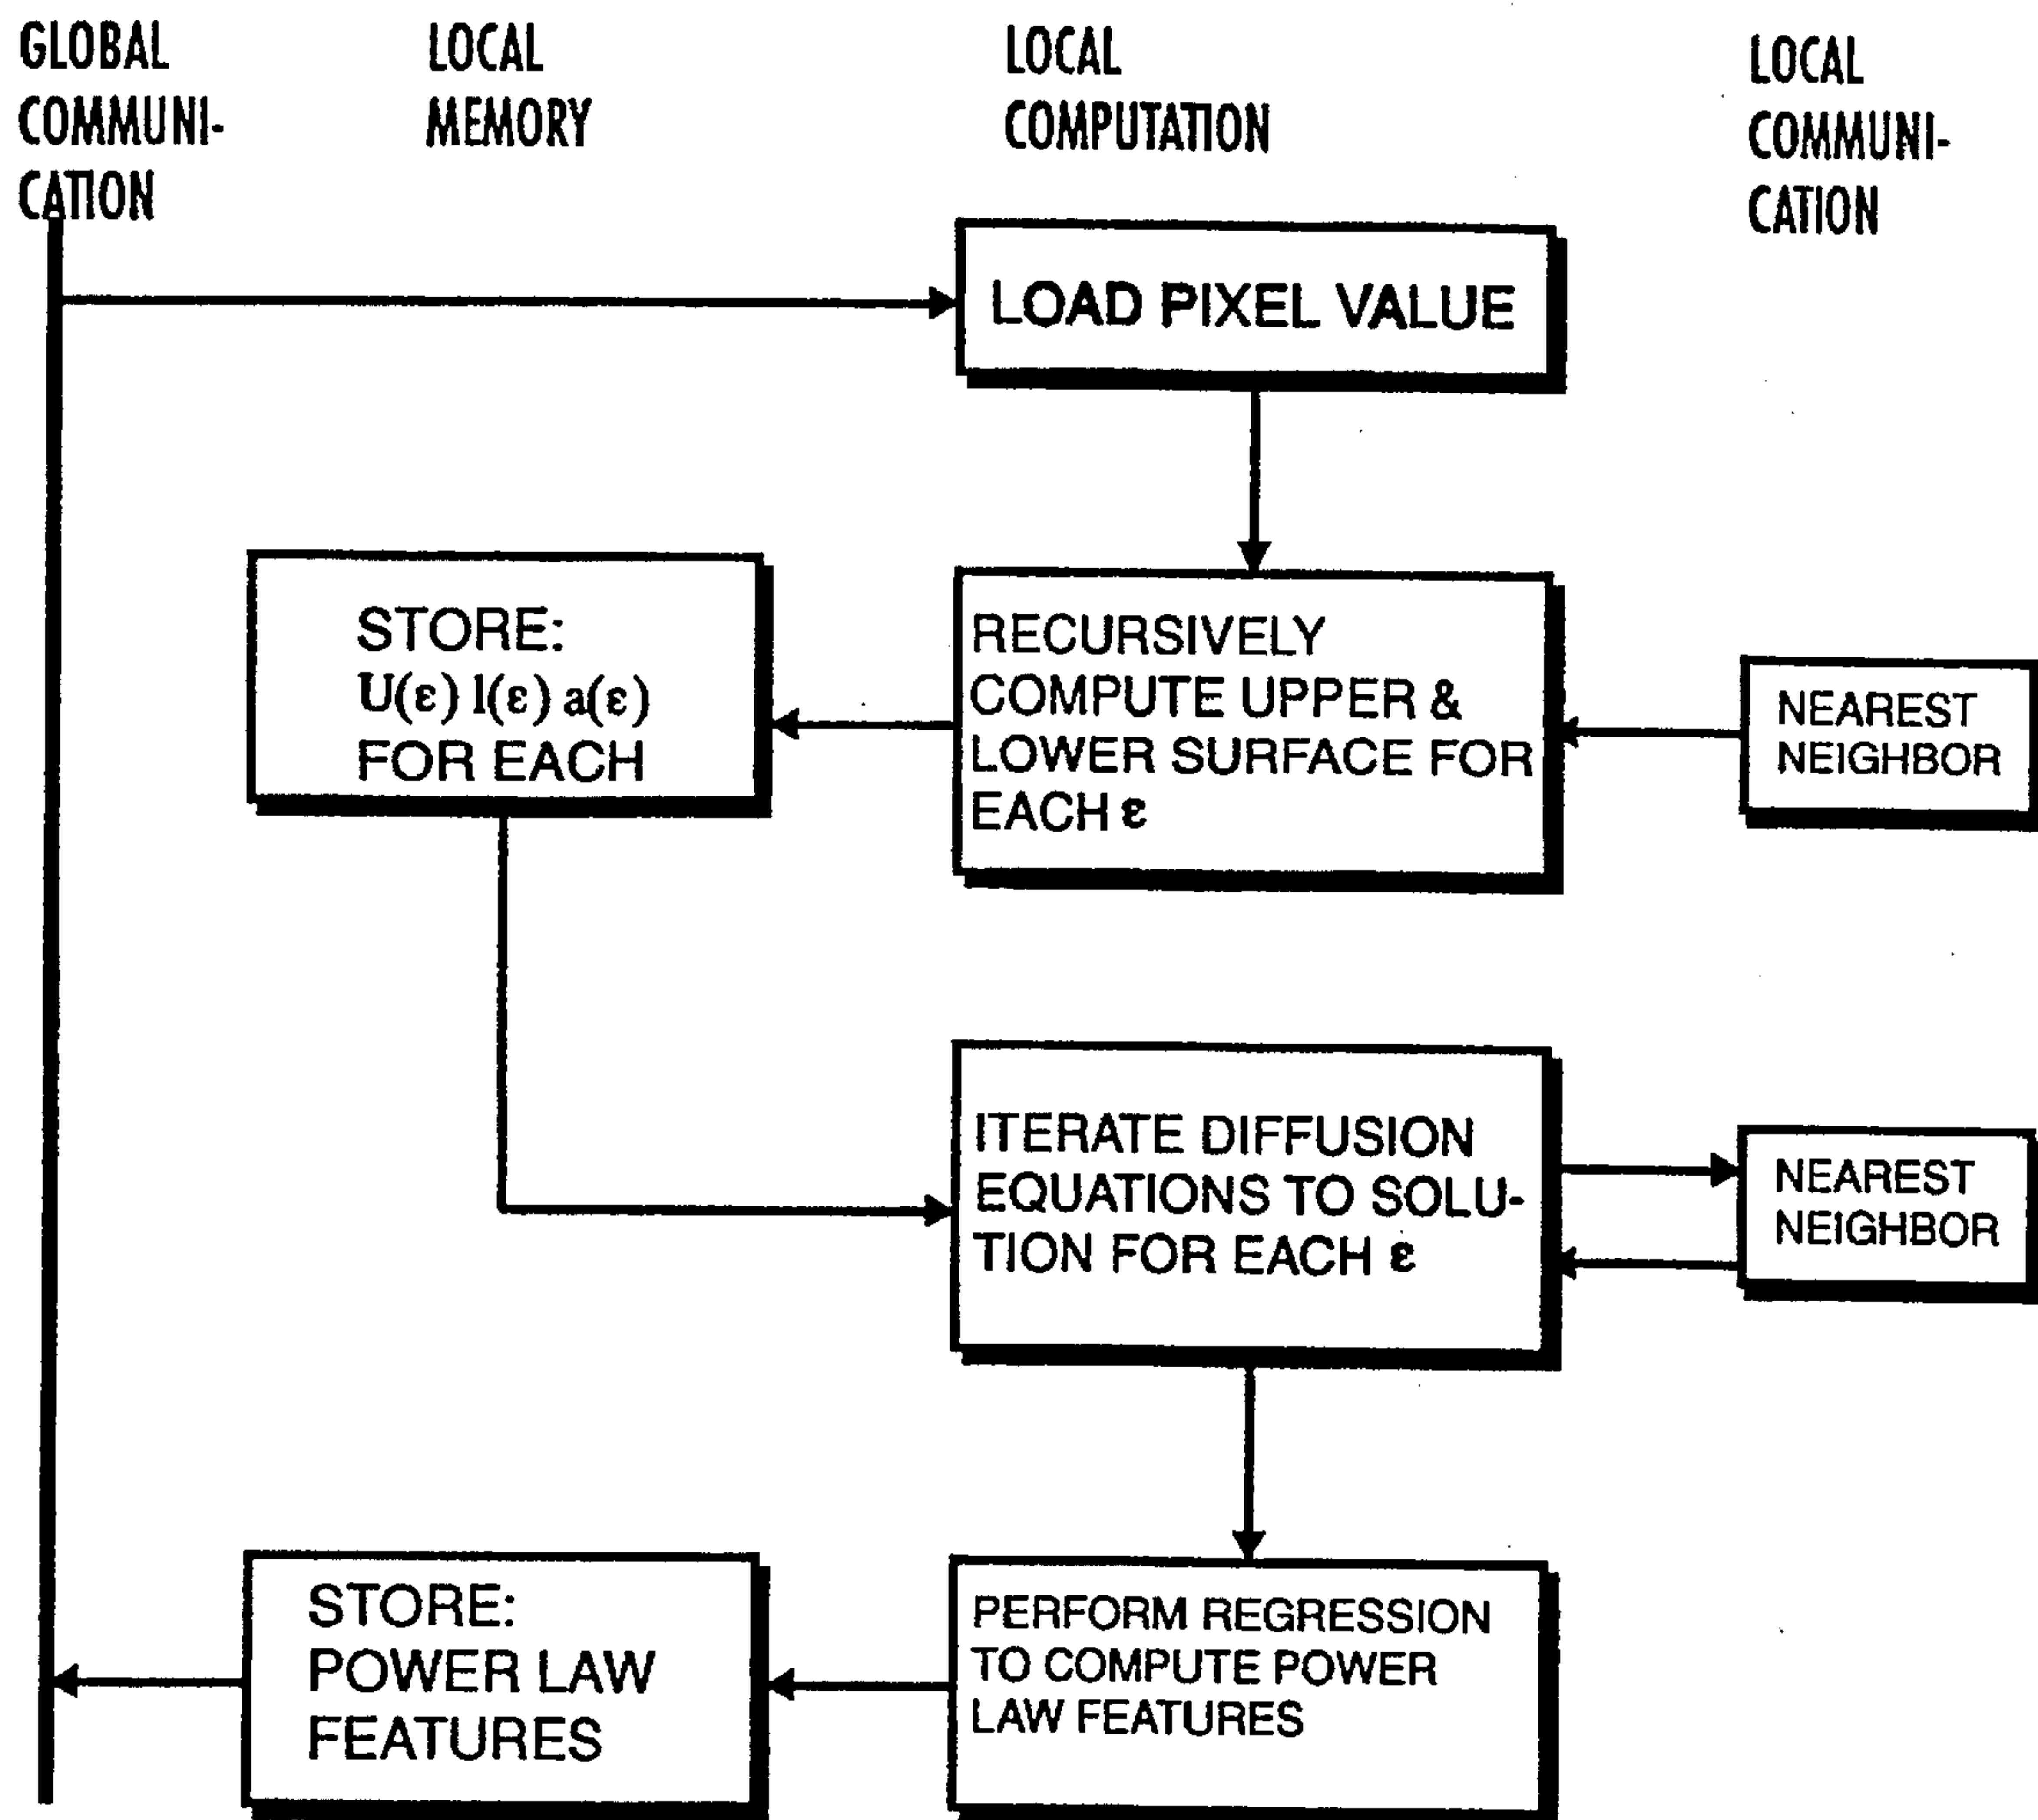 GLOBAL
COMMUNI-
CATION
LOCAL
MEMORY
LOCAL
COMPUTATION
LOCAL
COMMUNI-
CATION
LOAD PIXEL VALUE
STORE:
U(ε) l(ε) a(ε)
FOR EACH
RECURSIVELY
COMPUTE UPPER &
LOWER SURFACE FOR
EACH ε
NEAREST
NEIGHBOR
ITERATE DIFFUSION
EQUATIONS TO SOLU-
TION FOR EACH ε
NEAREST
NEIGHBOR
STORE:
POWER LAW
FEATURES
PERFORM REGRESSION
TO COMPUTE POWER
LAW FEATURES